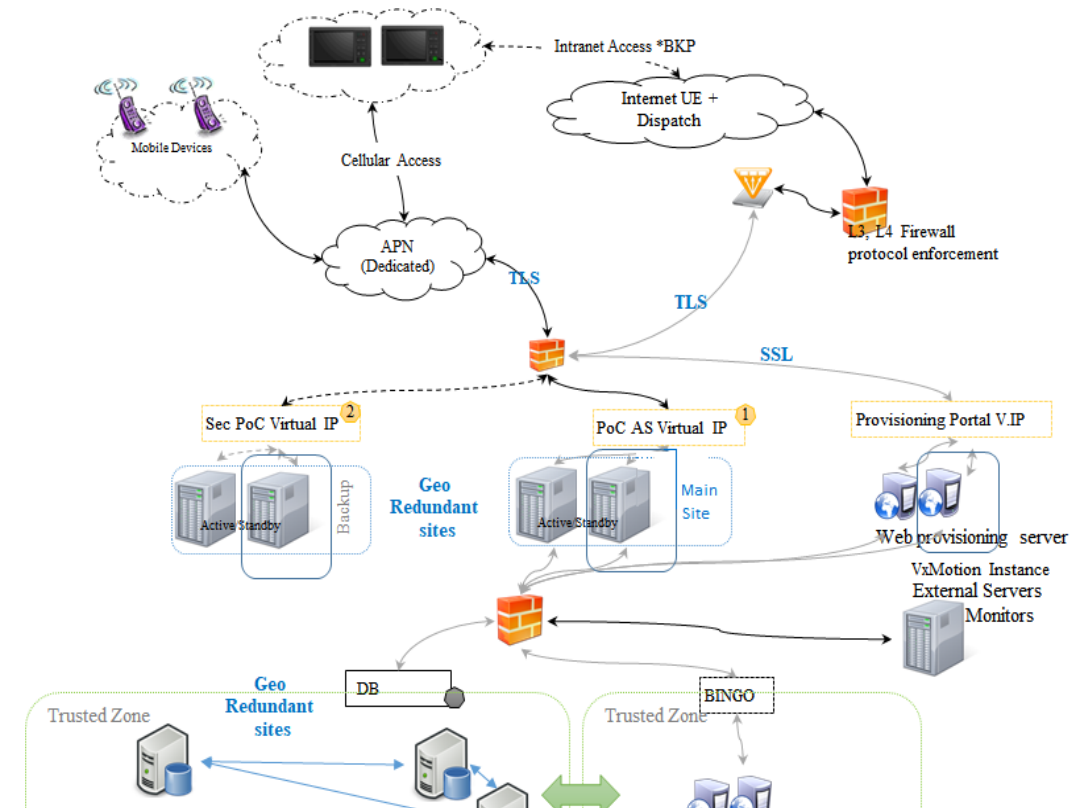 Intranet Access *BKP
Internet UE +
Dispatch
Mobile Devices
Cellular Access
L3, L4 Firewall
protocol enforcement
APN
(Dedicated)
TLS
TLS
SSL
Sec PoC Virtual IP
2
PoC AS Virtual IP
1
Provisioning Portal V.IP
Geo
Redundant
sites
Backup
Active/Standby
Main
Site
Active/Standby
Web provisioning server
VxMotion Instance
External Servers
Monitors
DB
Geo
Redundant
sites
BINGO
Trusted Zone
Trusted Zone